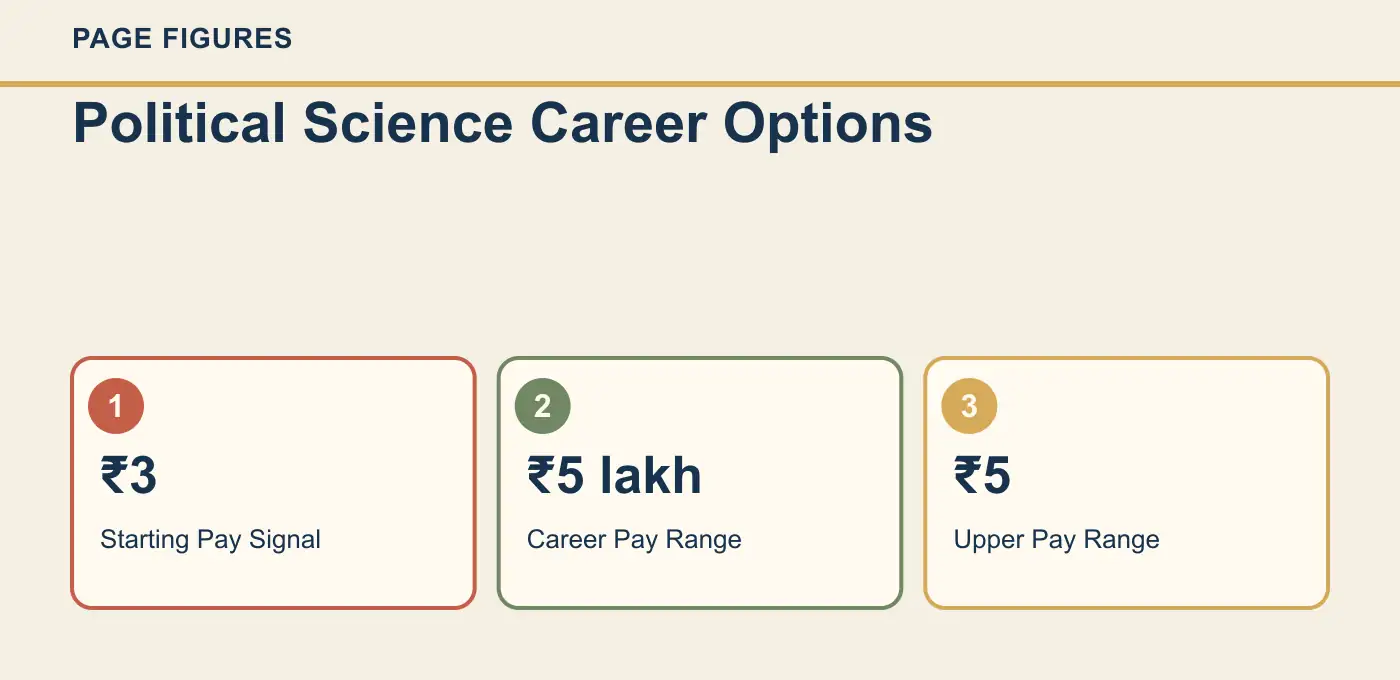 PAGE FIGURES
Political Science Career Options
1
₹3
Starting Pay Signal
2
₹5 lakh
Career Pay Range
3
₹5
Upper Pay Range